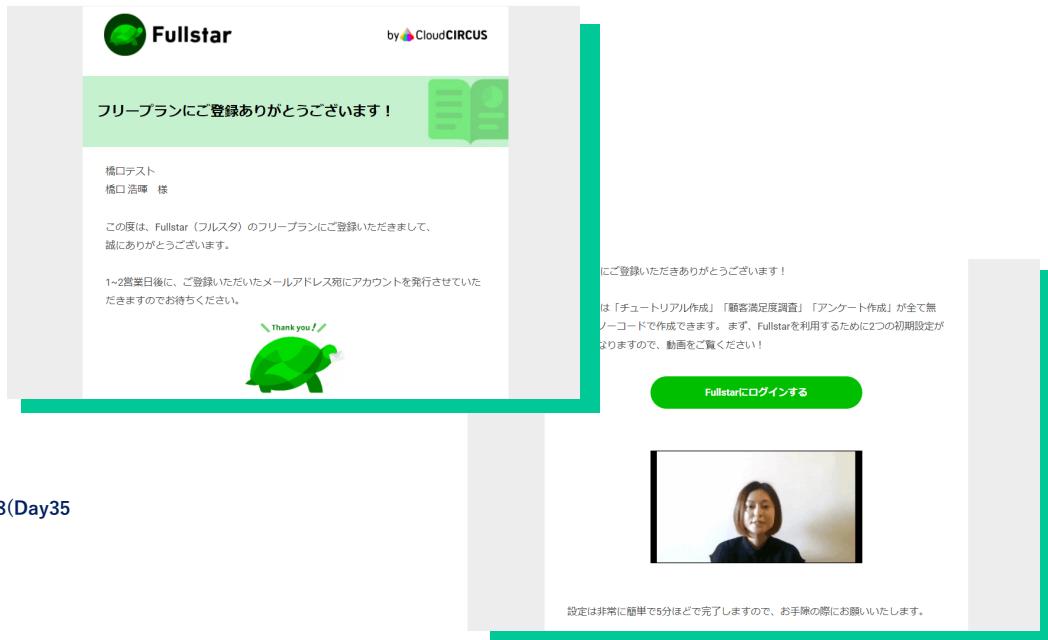 Fullstar
by CloudCIRCUS
フリープランにご登録ありがとうございます！
橋口テスト
橋口 浩暉　様
この度は、Fullstar（フルスタ）のフリープランにご登録いただきまして、
誠にありがとうございます。
1~2営業日後に、ご登録いただいたメールアドレス宛にアカウントを発行させていた
だきますのでお待ちください。
Thank you !
にご登録いただきありがとうございます！
は「チュートリアル作成」「顧客満足度調査」「アンケート作成」が全て無
ノーコードで作成できます。 まず、Fullstarを利用するために2つの初期設定が
なりますので、動画をご覧ください！
Fullstarにログインする
設定は非常に簡単で5分ほどで完了しますので、お手隙の際にお願いいたします。
8(Day35